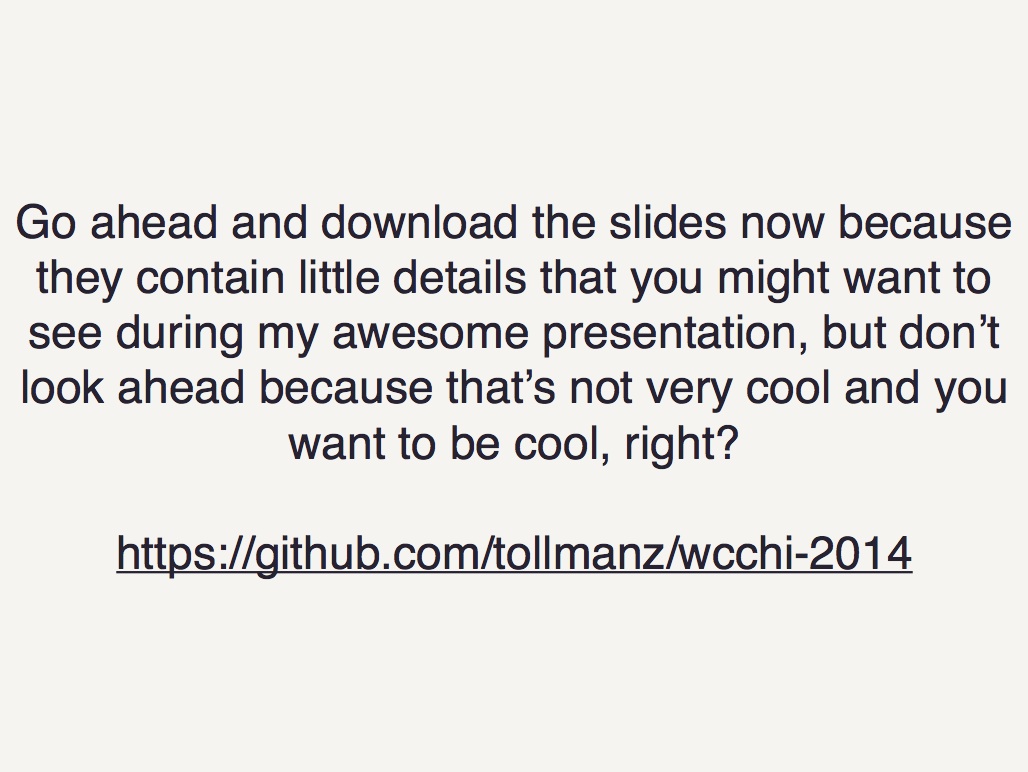 Go ahead and download the slides now because
they contain little details that you might want to
see during my awesome presentation, but don’t
look ahead because that’s not very cool and you
want to be cool, right?
https://github.com/tollmanz/wcchi-2014